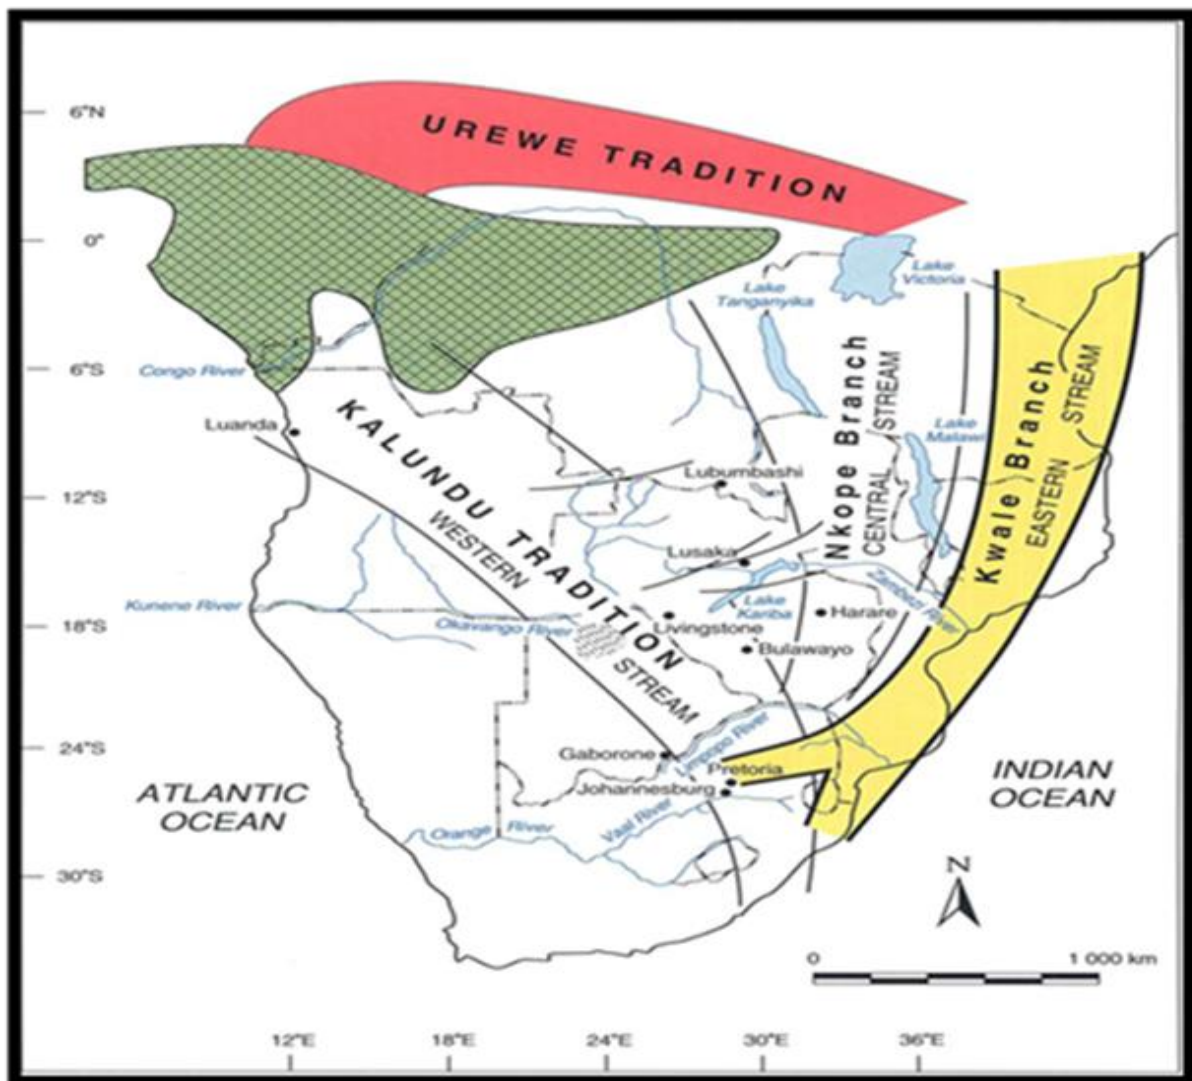 6°N
UREWE TRADITION
0°
Lake
Victoria
Lake
Tanganyika
6°S
Congo River
Luanda
KALUNDU TRADITION
WESTERN STREAM
Nkope Branch
CENTRAL STREAM
Kwale Branch
EASTERN STREAM
Lake
Malawi
12°S
Lubumbashi
Lusaka
Lake
Kariba
Zambezi River
Kunene River
Okavango River
Livingstone
Harare
18°S
Bulawayo
24°S
Gaborone
Limpopo River
Pretoria
Johannesburg
Vaal River
Orange River
ATLANTIC
OCEAN
INDIAN
OCEAN
30°S
N
0 1 000 km
12°E 18°E 24°E 30°E 36°E